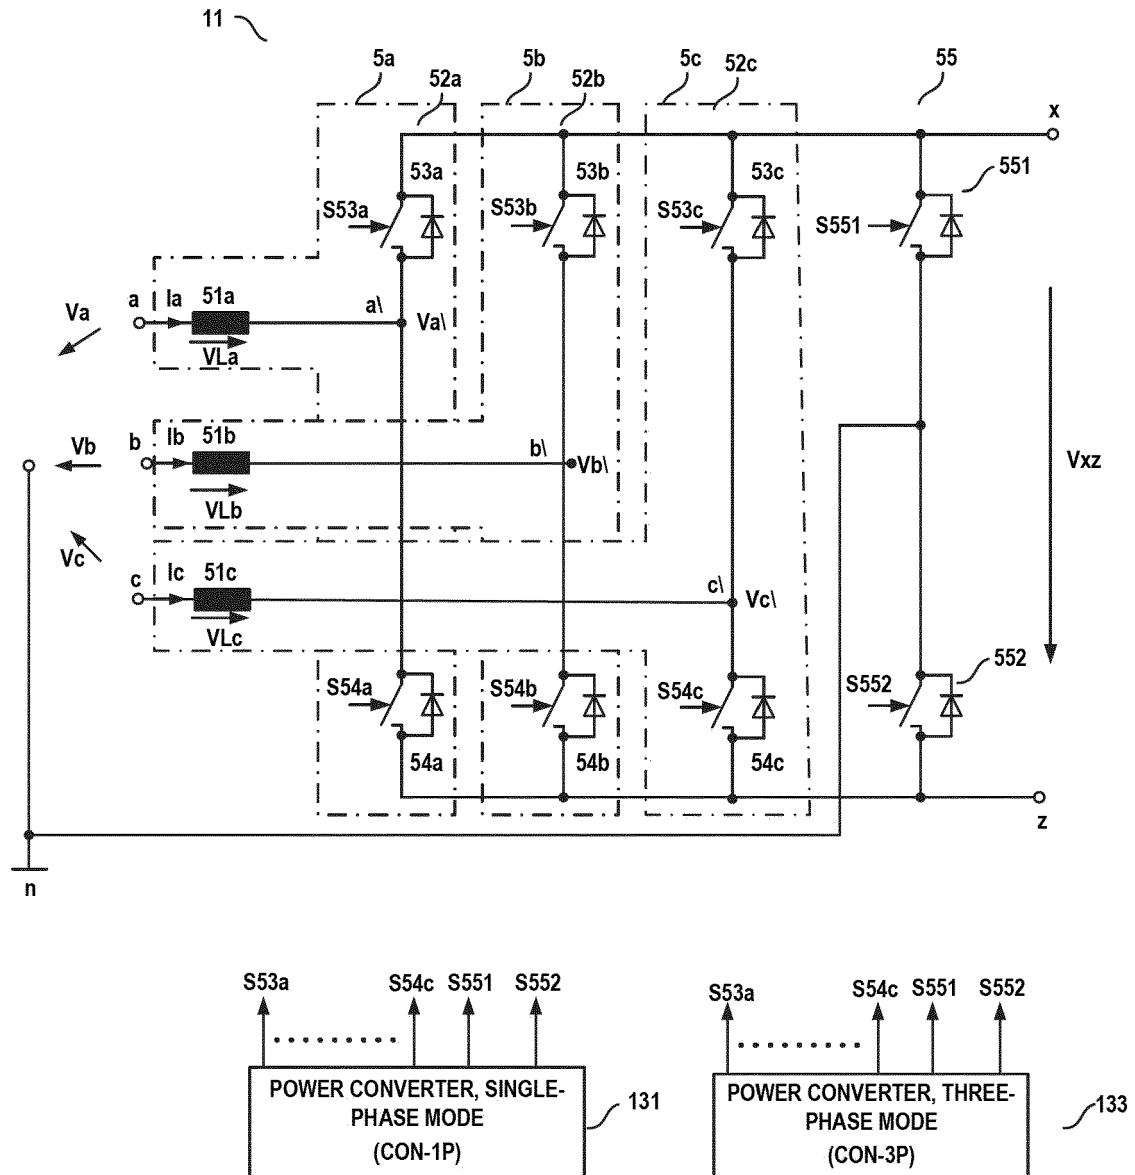 11
5a
5b
5c
55
52a
52b
52c
x
53a
53b
53c
551
S53a
S53b
S53c
S551
a
Ia
51a
a\
Va\
Va
VLa
Vb
b
Ib
51b
b\
Vb\
Vxz
VLb
Vc
c
Ic
51c
c\
Vc\
VLc
552
S54a
S54b
S54c
S552
54a
54b
54c
z
n
S53a
S54c
S551
S552
POWER CONVERTER, SINGLE-
PHASE MODE
(CON-1P)
131
S53a
S54c
S551
S552
POWER CONVERTER, THREE-
PHASE MODE
(CON-3P)
133